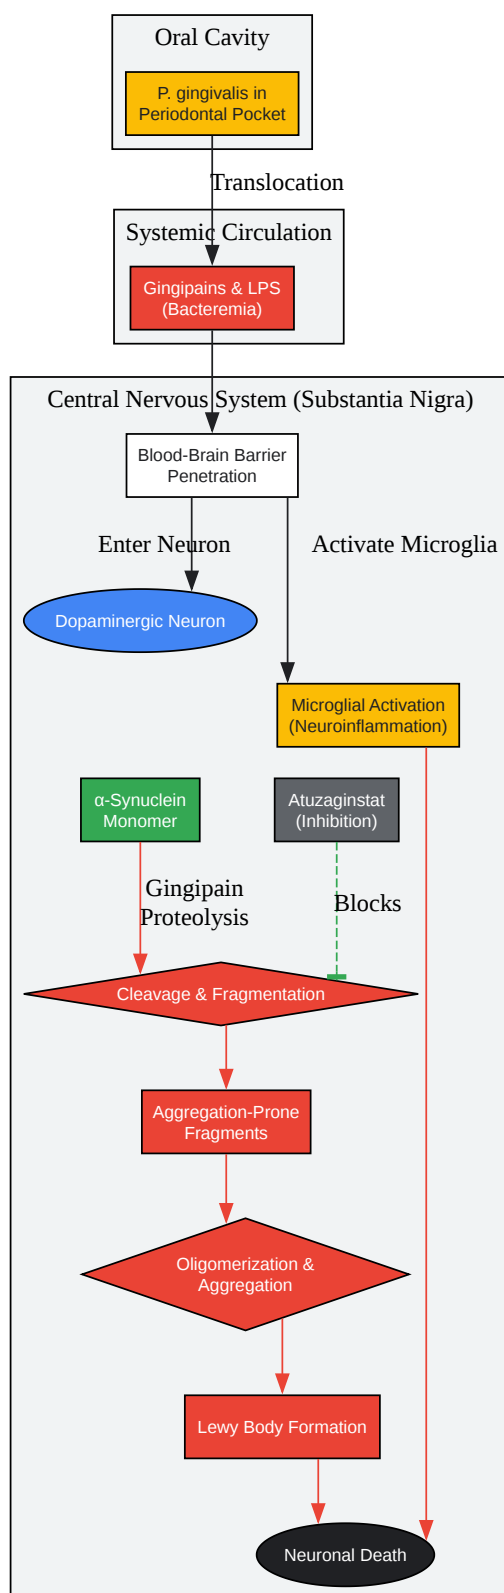 Oral Cavity
P. gingivalis in
Periodontal Pocket
Translocation
Systemic Circulation
Gingipains & LPS
(Bacteremia)
Central Nervous System (Substantia Nigra)
Blood-Brain Barrier
Penetration
Enter Neuron
Activate Microglia
Dopaminergic Neuron
Microglial Activation
(Neuroinflammation)
α-Synuclein
Monomer
Atuzaginstat
(Inhibition)
Gingipain
Proteolysis
Blocks
Cleavage & Fragmentation
Aggregation-Prone
Fragments
Oligomerization &
Aggregation
Lewy Body Formation
Neuronal Death